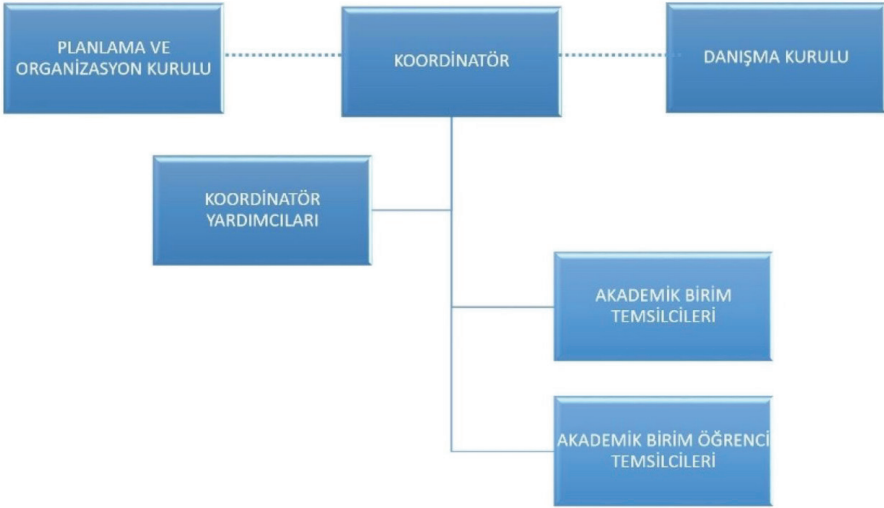 PLANLAMA VE
ORGANİZASYON KURULU
KOORDİNATÖR
DANIŞMA KURULU
KOORDİNATÖR
YARDIMCILARI
AKADEMİK BİRİM
TEMSİLCİLERİ
AKADEMİK BİRİM ÖĞRENCİ
TEMSİLCİLERİ